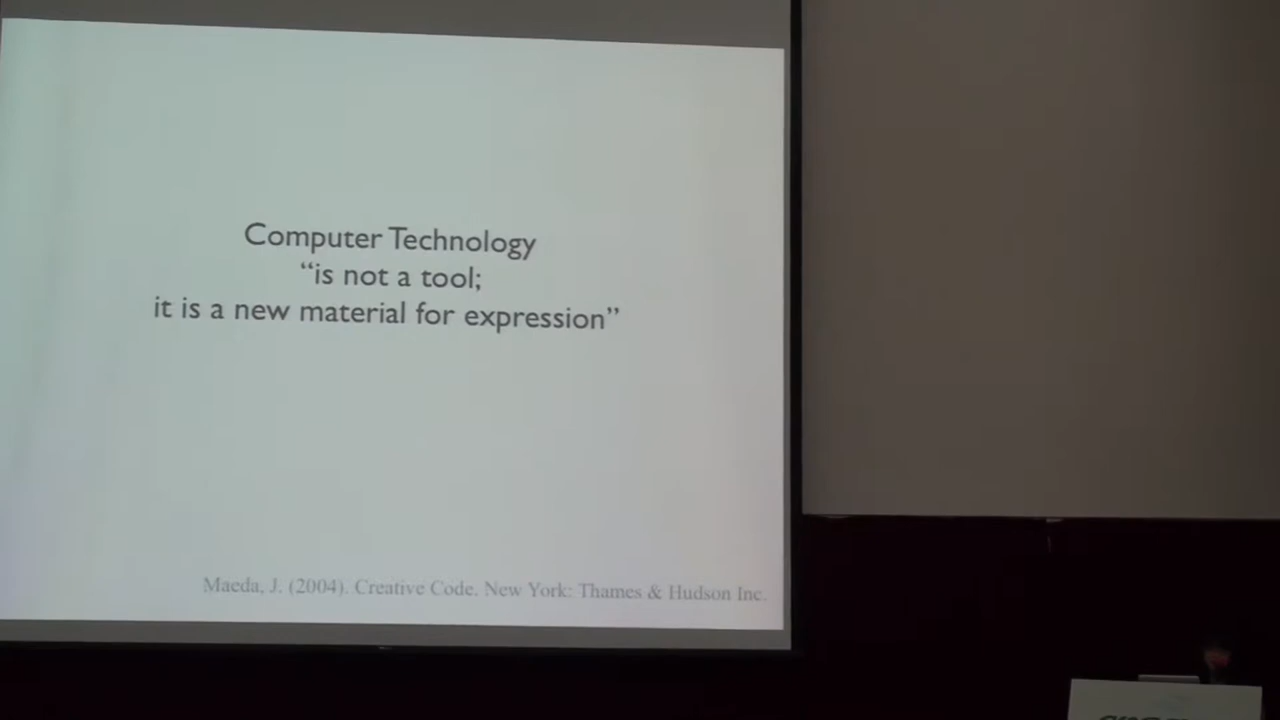 Computer Technology
“is not a tool;
it is a new material for expression”
Maeda, J. (2004). Creative Code. New York: Thames & Hudson Inc.